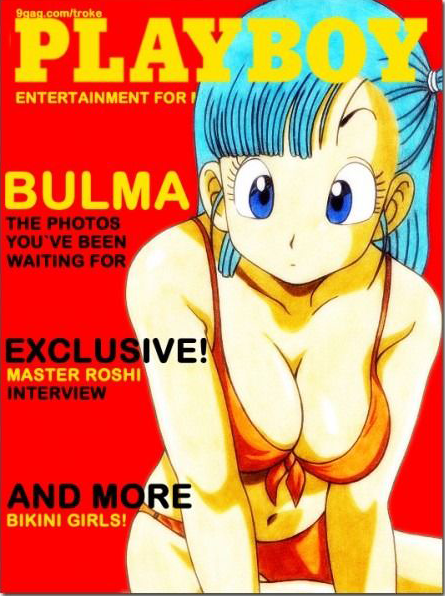 9gag.com/troke
PLAYBOY
ENTERTAINMENT FOR
BULMA
THE PHOTOS
YOU`VE BEEN
WAITING FOR
EXCLUSIVE!
MASTER ROSHI
INTERVIEW
AND MORE
BIKINI GIRLS!